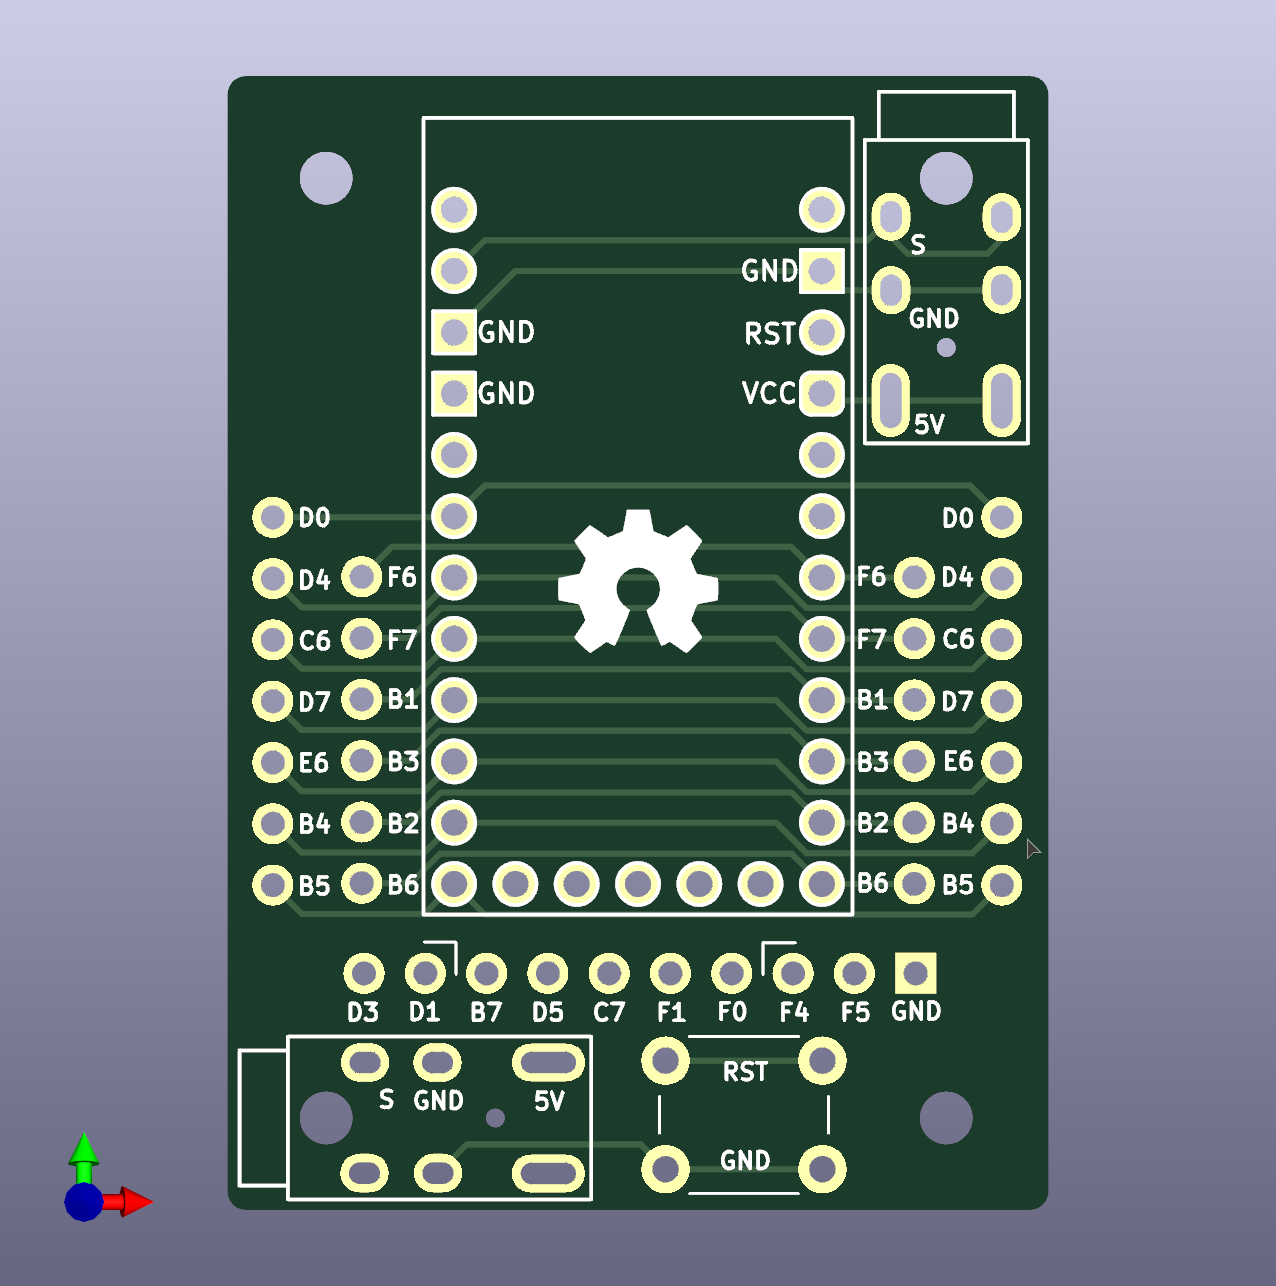 S
GND
GND
GND
RST
GND
VCC
5V
D0
D0
D4
F6
F6
D4
C6
F7
F7
C6
D7
B1
B1
D7
E6
B3
B3
E6
B4
B2
B2
B4
B5
B6
B6
B5
D3 D1 B7 D5 C7 F1 F0 F4 F5 GND
RST
S GND 5V
GND